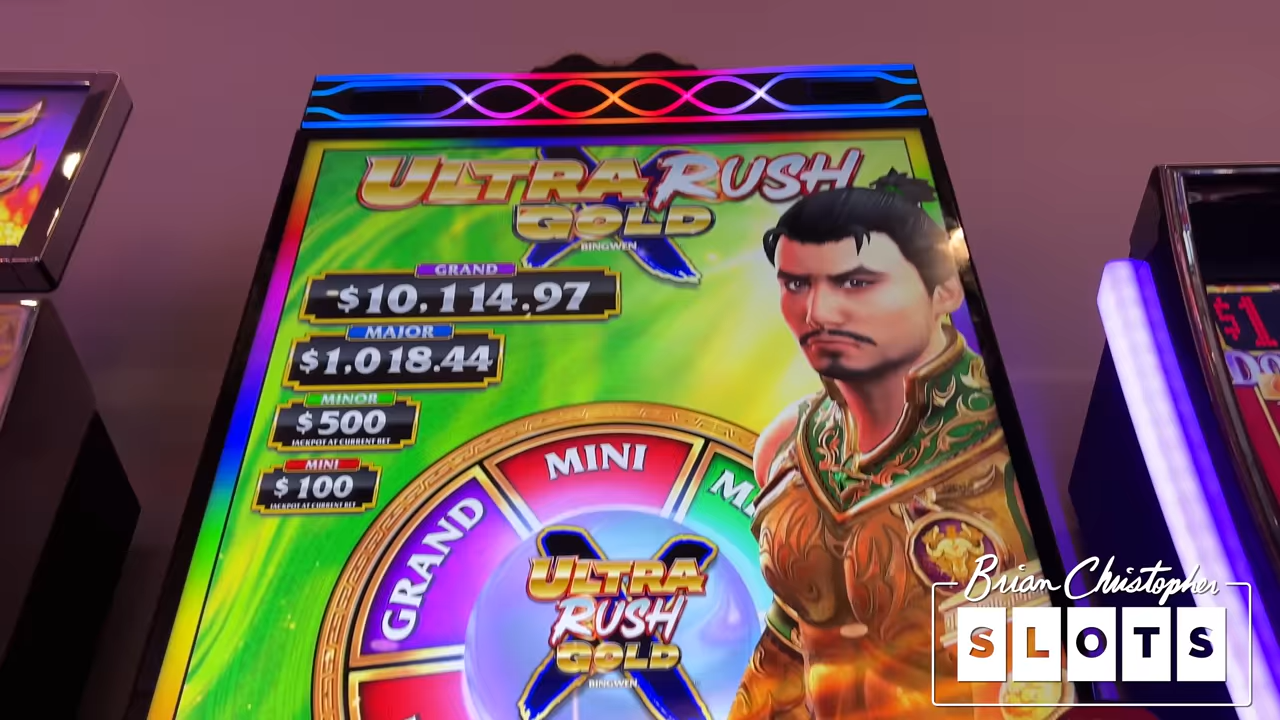 ULTRA RUSH
GOLD
BINGWEN
GRAND
$10,114.97
MAJOR
$1,018.44
MINOR
$500
JACKPOT AT CURRENT BET
MINI
$100
JACKPOT AT CURRENT BET
MINI
GRAND
ULTRA
RUSH
GOLD
BINGWEN
$1
Brian Christopher
SLOTS